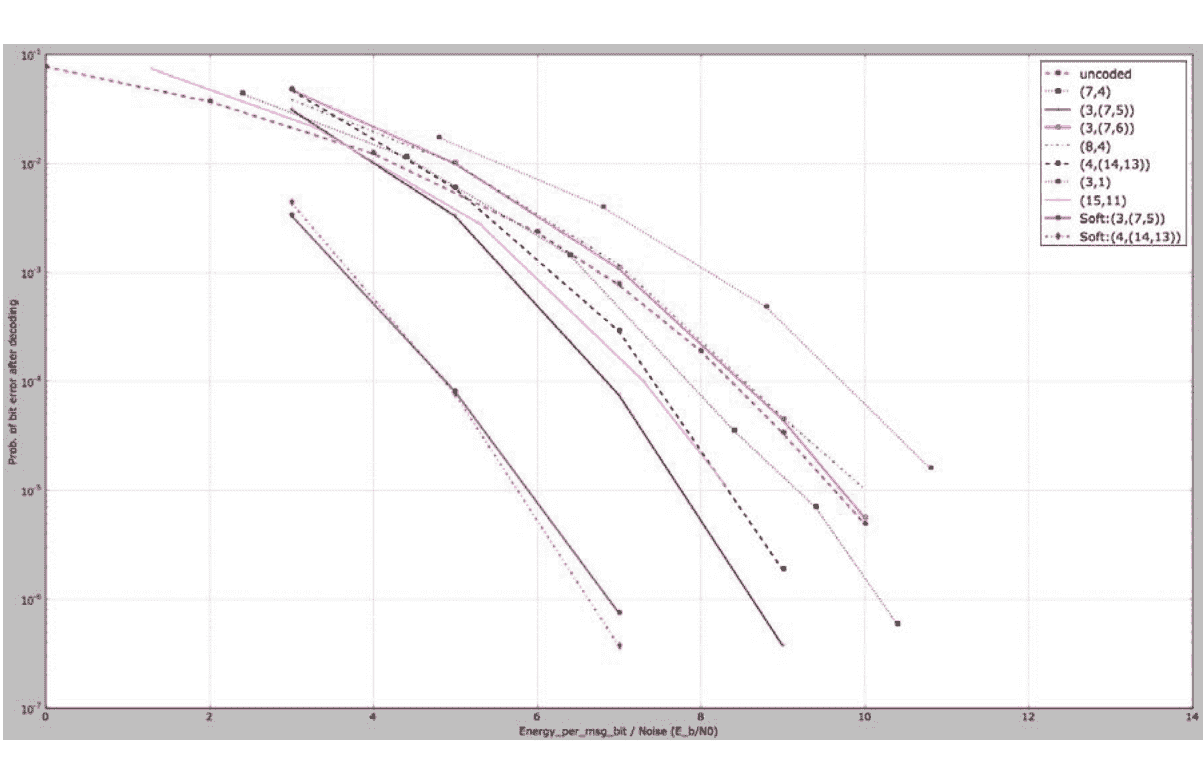 10^-1
10^-2
10^-3
10^-4
10^-5
10^-6
10^-7
Prob. of bit error after decoding
uncoded
(7,4)
(3,(7,5))
(3,(7,6))
(8,4)
(4,(14,13))
(3,1)
(15,11)
Soft:(3,(7,5))
Soft:(4,(14,13))
0 2 4 6 8 10 12 14
Energy_per_msg_bit / Noise (E_b/N0)